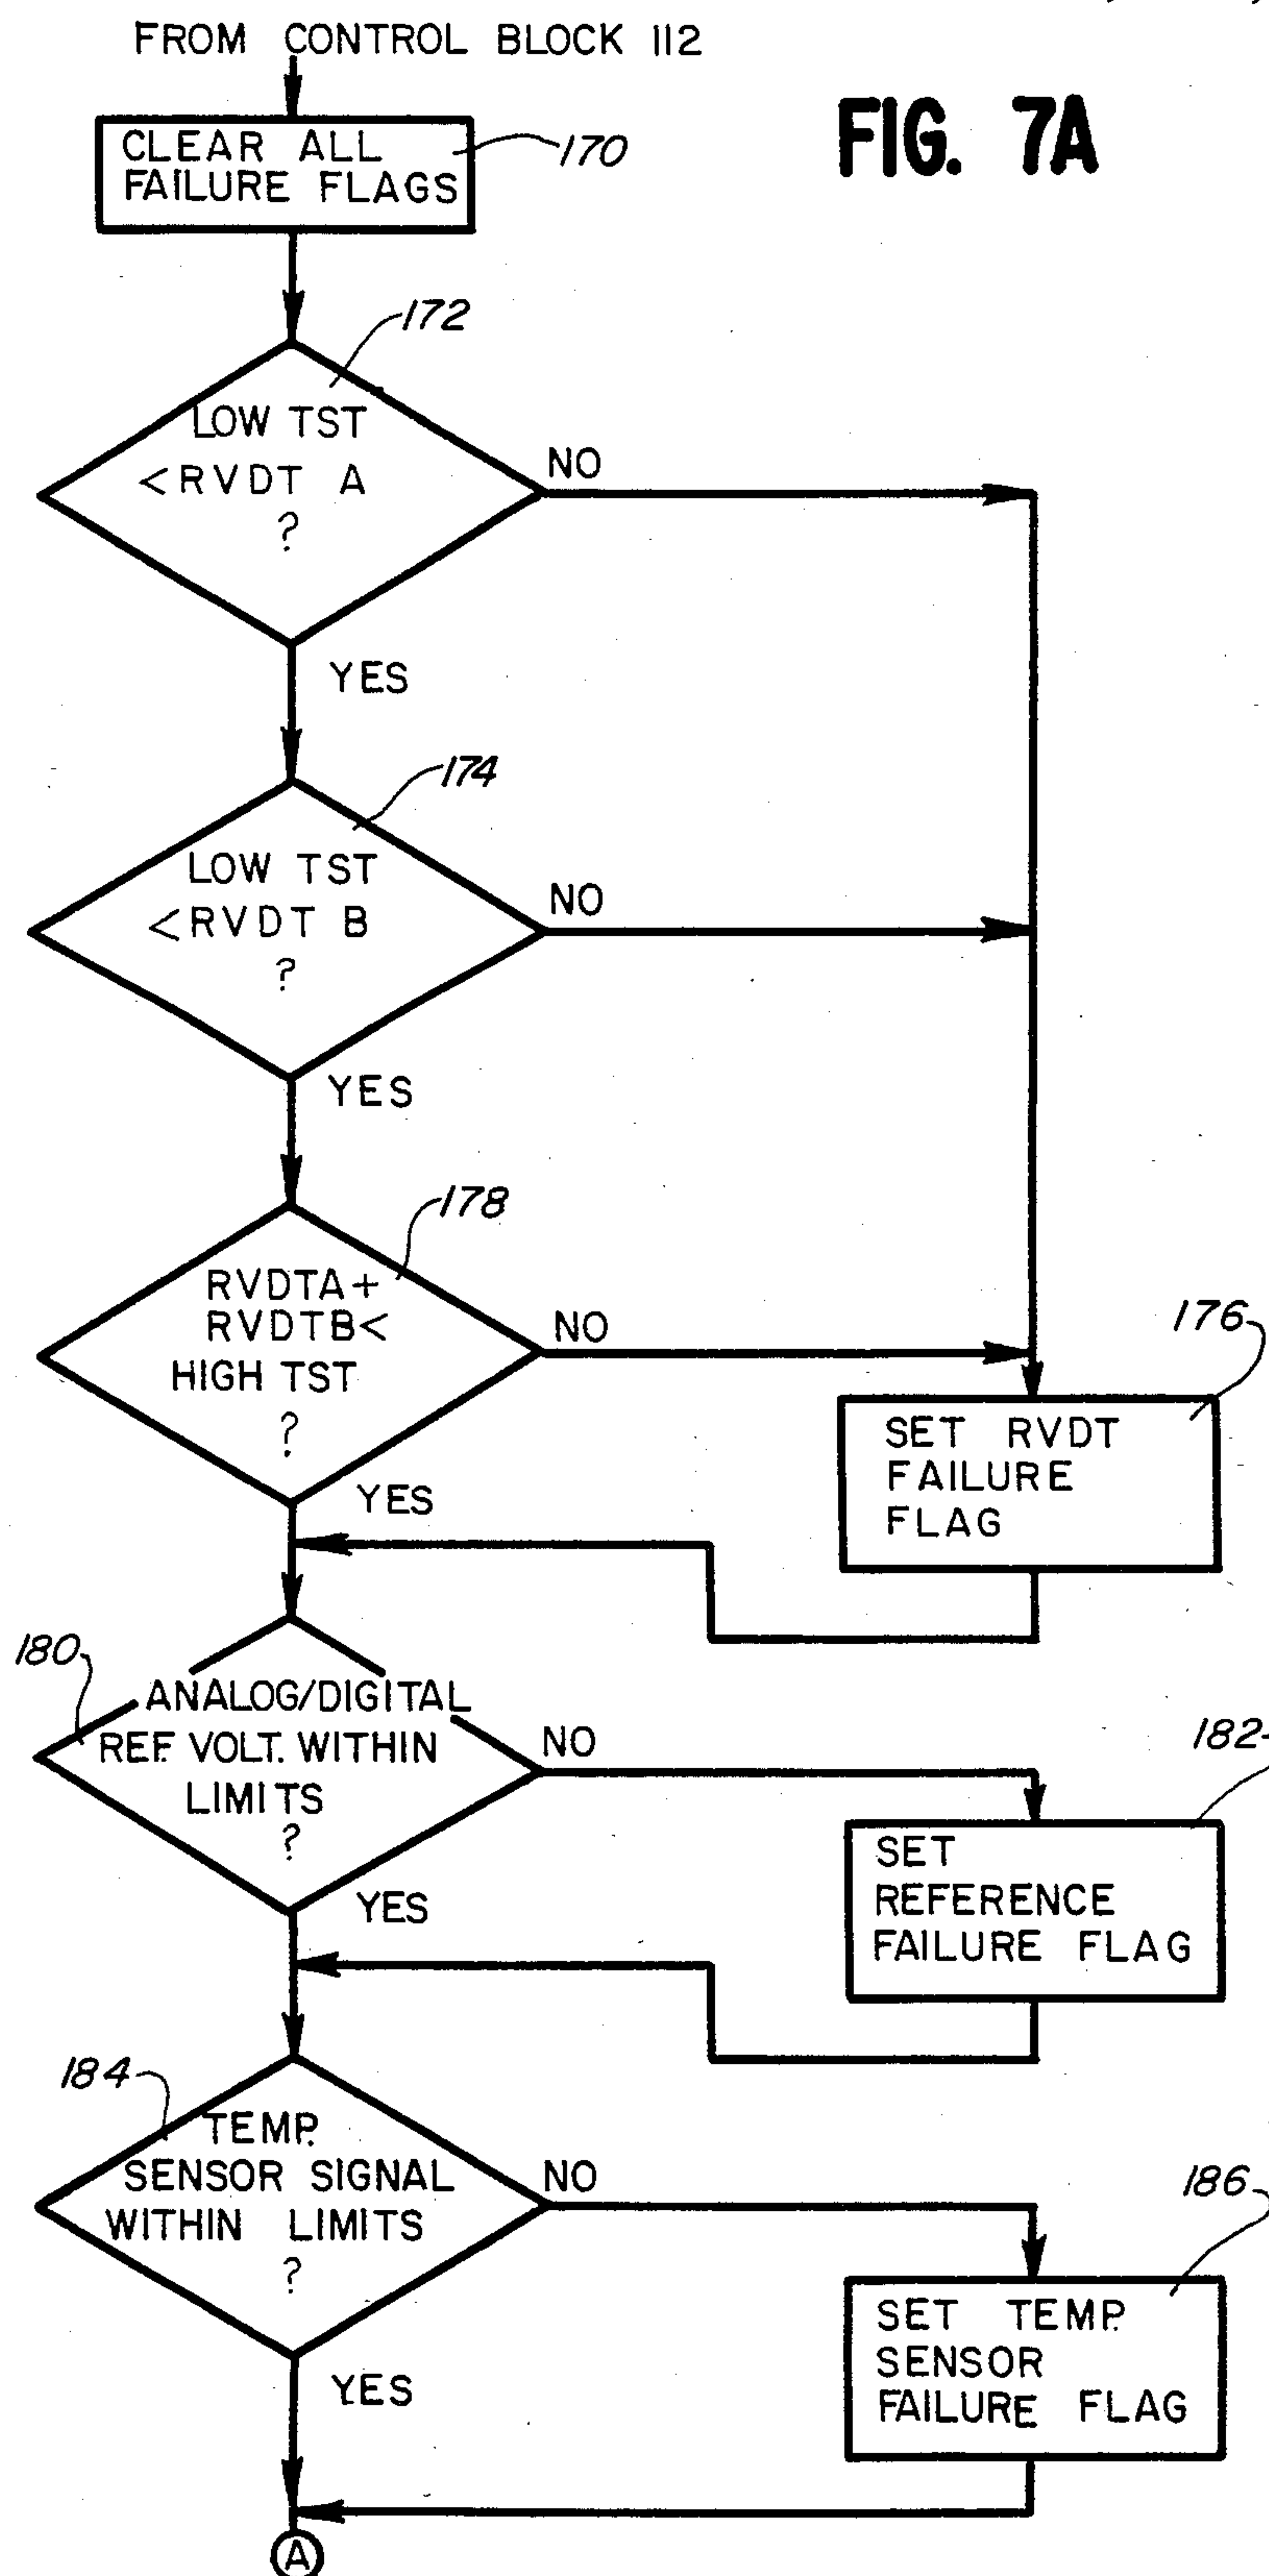 FROM CONTROL BLOCK 112
FIG. 7A
CLEAR ALL
FAILURE FLAGS
170
172
LOW TST
<RVDT A
?
NO
YES
174
LOW TST
<RVDT B
?
NO
YES
178
RVDTA+
RVDTB<
HIGH TST
?
NO
YES
176
SET RVDT
FAILURE
FLAG
180
ANALOG/DIGITAL
REF. VOLT. WITHIN
LIMITS
?
NO
YES
182
SET
REFERENCE
FAILURE FLAG
184
TEMP.
SENSOR SIGNAL
WITHIN LIMITS
?
NO
YES
186
SET TEMP.
SENSOR
FAILURE FLAG
A